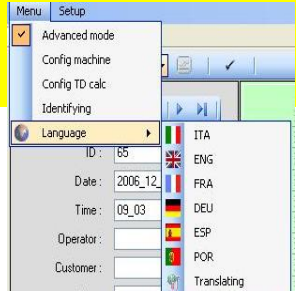 Menu Setup
Advanced mode
Config machine
Config TD calc
Identifying
Language
ITA
ID : 65
ENG
Date : 2006_12_
FRA
Time : 09_03
DEU
Operator :
ESP
Customer :
POR
Translating